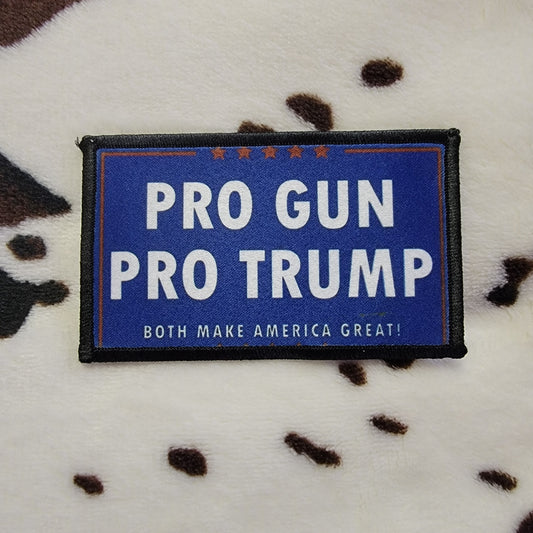 PRO GUN
PRO TRUMP
BOTH MAKE AMERICA GREAT!